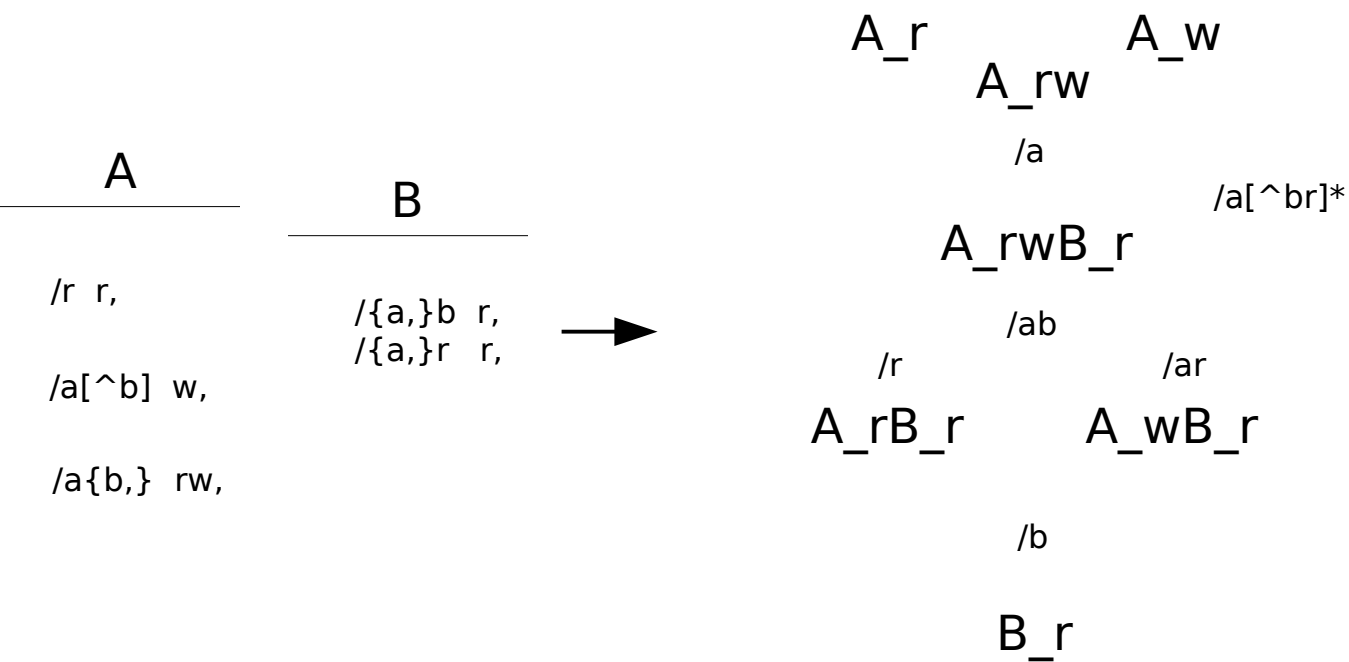 A
/r r,
/a[^b] w,
/a{b,} rw,
B
/{a,}b r,
/{a,}r r,
A_r
A_w
A_rw
/a
/a[^br]*
A_rwB_r
/ab
/r
/ar
A_rB_r
A_wB_r
/b
B_r